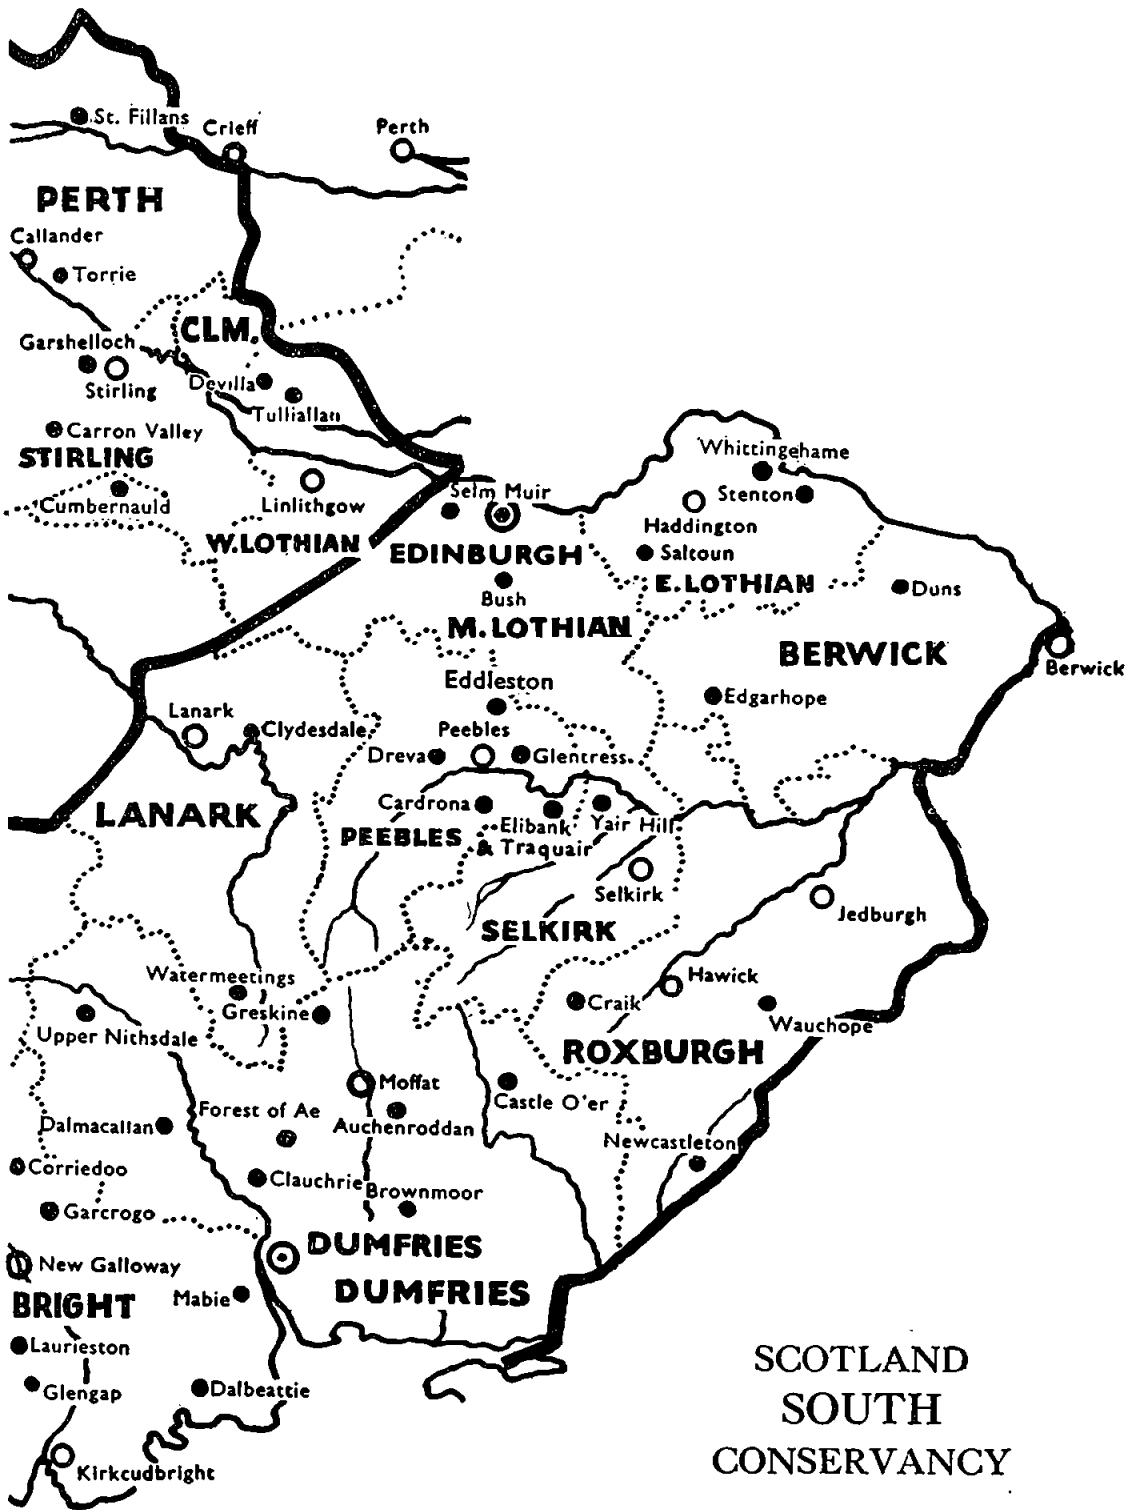 St. Fillans
Crieff
Perth
PERTH
Callander
Torrie
CLM.
Garshelloch
Stirling
Devilla
Tulliallan
Carron Valley
STIRLING
Cumbernauld
Linlithgow
W.LOTHIAN
Whittingehame
Stenton
Selm Muir
Haddington
EDINBURGH
Saltoun
E.LOTHIAN
Duns
Bush
M.LOTHIAN
BERWICK
Berwick
Eddleston
Edgarhope
Lanark
Clydesdale
Peebles
Dreva
Glentress
LANARK
Cardrona
PEEBLES
Elibank
& Traquair
Yair Hill
Selkirk
SELKIRK
Jedburgh
Watermeetings
Hawick
Greskine
Craik
Wauchope
Upper Nithsdale
ROXBURGH
Moffat
Castle O'er
Forest of Ae
Auchenroddan
Dalmacallan
Newcastleton
Corriedoo
Clauchrie
Brownmoor
Garcrogo
DUMFRIES
New Galloway
DUMFRIES
Mabie
BRIGHT
Laurieston
Glengap
Dalbeattie
Kirkcudbright
SCOTLAND
SOUTH
CONSERVANCY